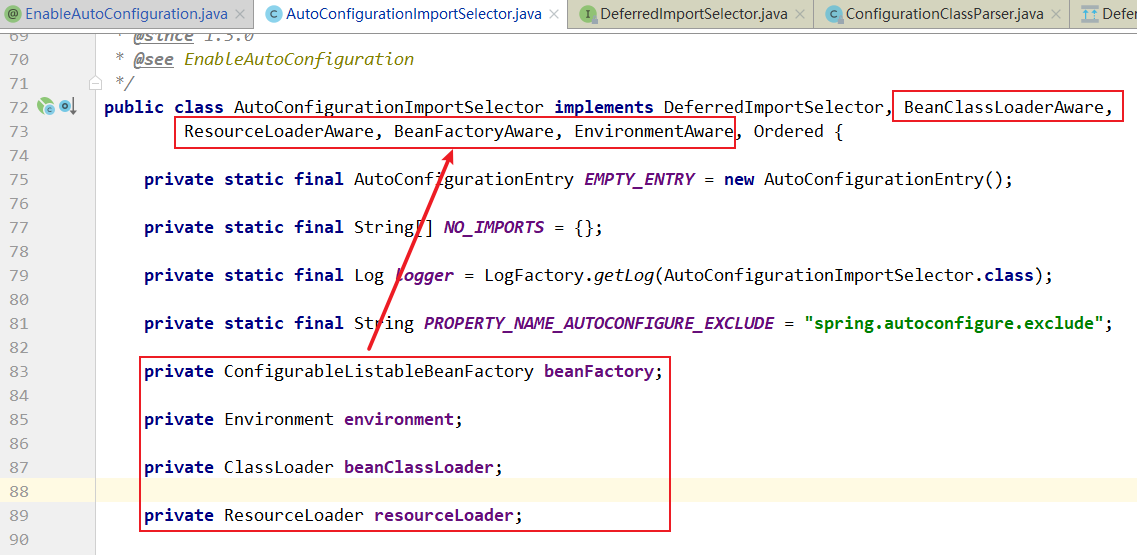 EnableAutoConfiguration.java × AutoConfigurationImportSelector.java × DeferredImportSelector.java × ConfigurationClassParser.java × Defer
69 * @since 1.3.0
70 * @see EnableAutoConfiguration
71 */
72 public class AutoConfigurationImportSelector implements DeferredImportSelector, BeanClassLoaderAware,
73 ResourceLoaderAware, BeanFactoryAware, EnvironmentAware, Ordered {
74
75 private static final AutoConfigurationEntry EMPTY_ENTRY = new AutoConfigurationEntry();
76
77 private static final String[] NO_IMPORTS = {};
78
79 private static final Log logger = LogFactory.getLog(AutoConfigurationImportSelector.class);
80
81 private static final String PROPERTY_NAME_AUTOCONFIGURE_EXCLUDE = "spring.autoconfigure.exclude";
82
83 private ConfigurableListableBeanFactory beanFactory;
84
85 private Environment environment;
86
87 private ClassLoader beanClassLoader;
88
89 private ResourceLoader resourceLoader;
90